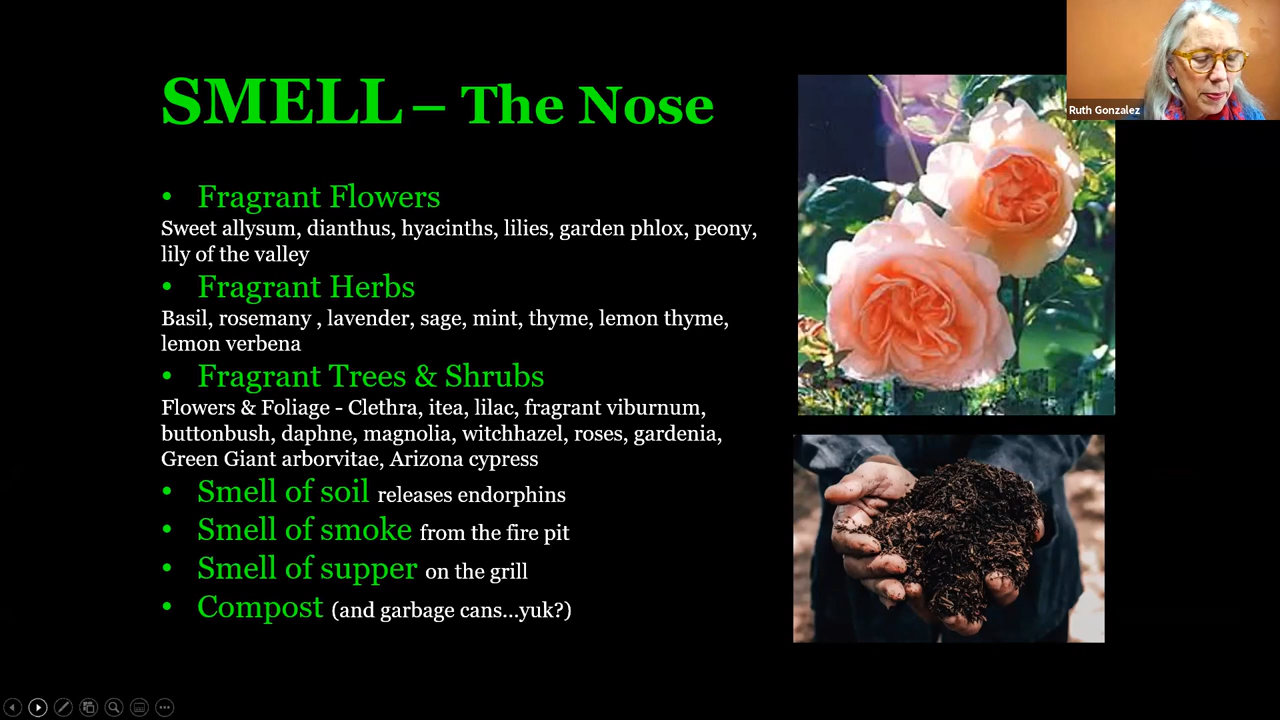 SMELL – The Nose
Ruth Gonzalez
• Fragrant Flowers
Sweet allysum, dianthus, hyacinths, lilies, garden phlox, peony,
lily of the valley
• Fragrant Herbs
Basil, rosemany , lavender, sage, mint, thyme, lemon thyme,
lemon verbena
• Fragrant Trees & Shrubs
Flowers & Foliage - Clethra, itea, lilac, fragrant viburnum,
buttonbush, daphne, magnolia, witchhazel, roses, gardenia,
Green Giant arborvitae, Arizona cypress
• Smell of soil releases endorphins
• Smell of smoke from the fire pit
• Smell of supper on the grill
• Compost (and garbage cans...yuk?)